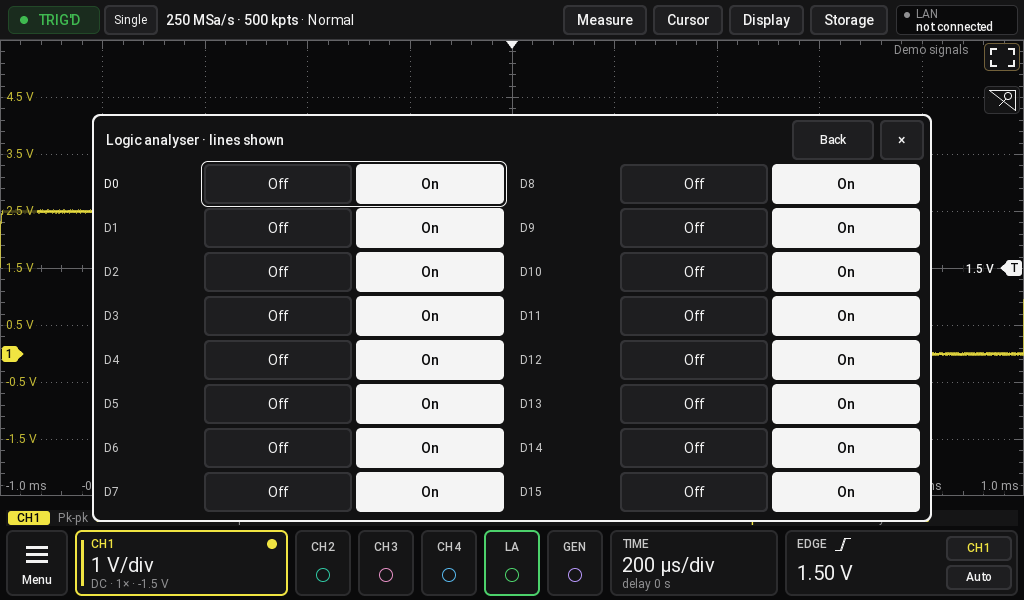 TRIG'D
Single
250 MSa/s · 500 kpts · Normal
Measure
Cursor
Display
Storage
LAN
not connected
Demo signals
4.5 V
3.5 V
2.5 V
1.5 V
0.5 V
-0.5 V
-1.5 V
1
1.5 V
T
Logic analyser · lines shown
Back
×
D0 Off On D8 Off On
D1 Off On D9 Off On
D2 Off On D10 Off On
D3 Off On D11 Off On
D4 Off On D12 Off On
D5 Off On D13 Off On
D6 Off On D14 Off On
D7 Off On D15 Off On
-1.0 ms
1.0 ms
CH1 Pk-pk
Menu
CH1
1 V/div
DC · 1× · -1.5 V
CH2
CH3
CH4
LA
GEN
TIME
200 µs/div
delay 0 s
EDGE
1.50 V
CH1
Auto